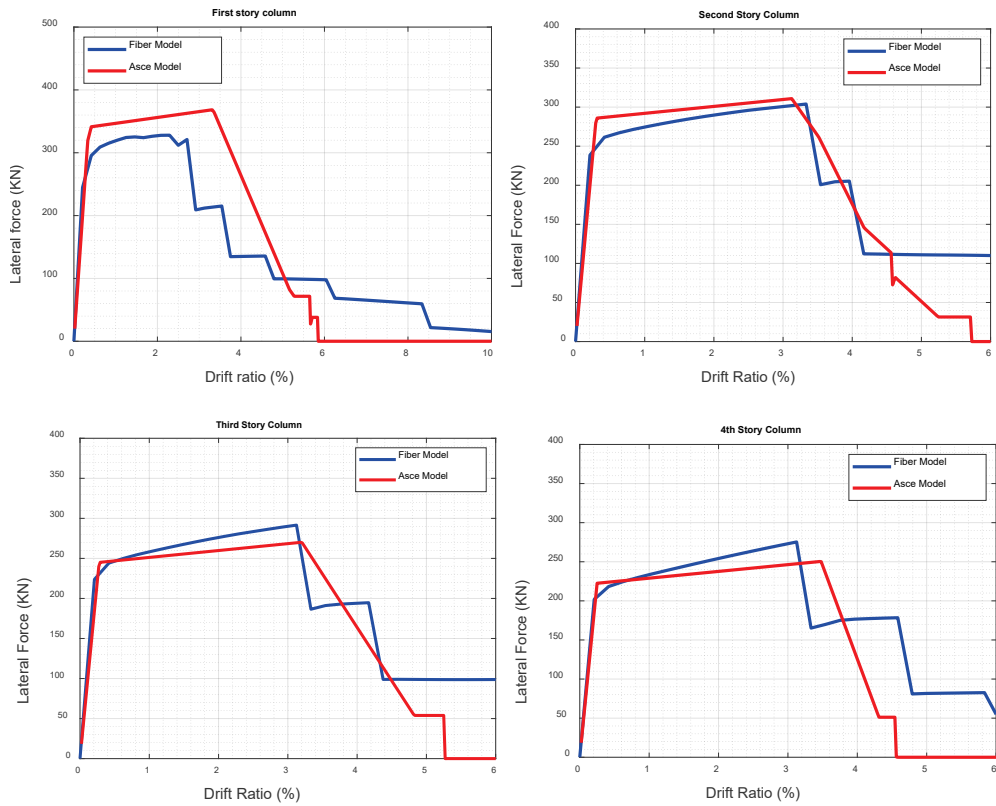 First story column
Fiber Model
Asce Model
500
400
300
200
100
0
0 2 4 6 8 10
Lateral force (KN)
Drift ratio (%)
Second Story Column
Fiber Model
Asce Model
400
350
300
250
200
150
100
50
0
0 1 2 3 4 5 6
Lateral Force (KN)
Drift Ratio (%)
Third Story Column
Fiber Model
Asce Model
400
350
300
250
200
150
100
50
0
0 1 2 3 4 5 6
Lateral Force (KN)
Drift Ratio (%)
4th Story Column
Fiber Model
Asce Model
400
350
300
250
200
150
100
50
0
0 1 2 3 4 5 6
Lateral Force (KN)
Drift Ratio (%)